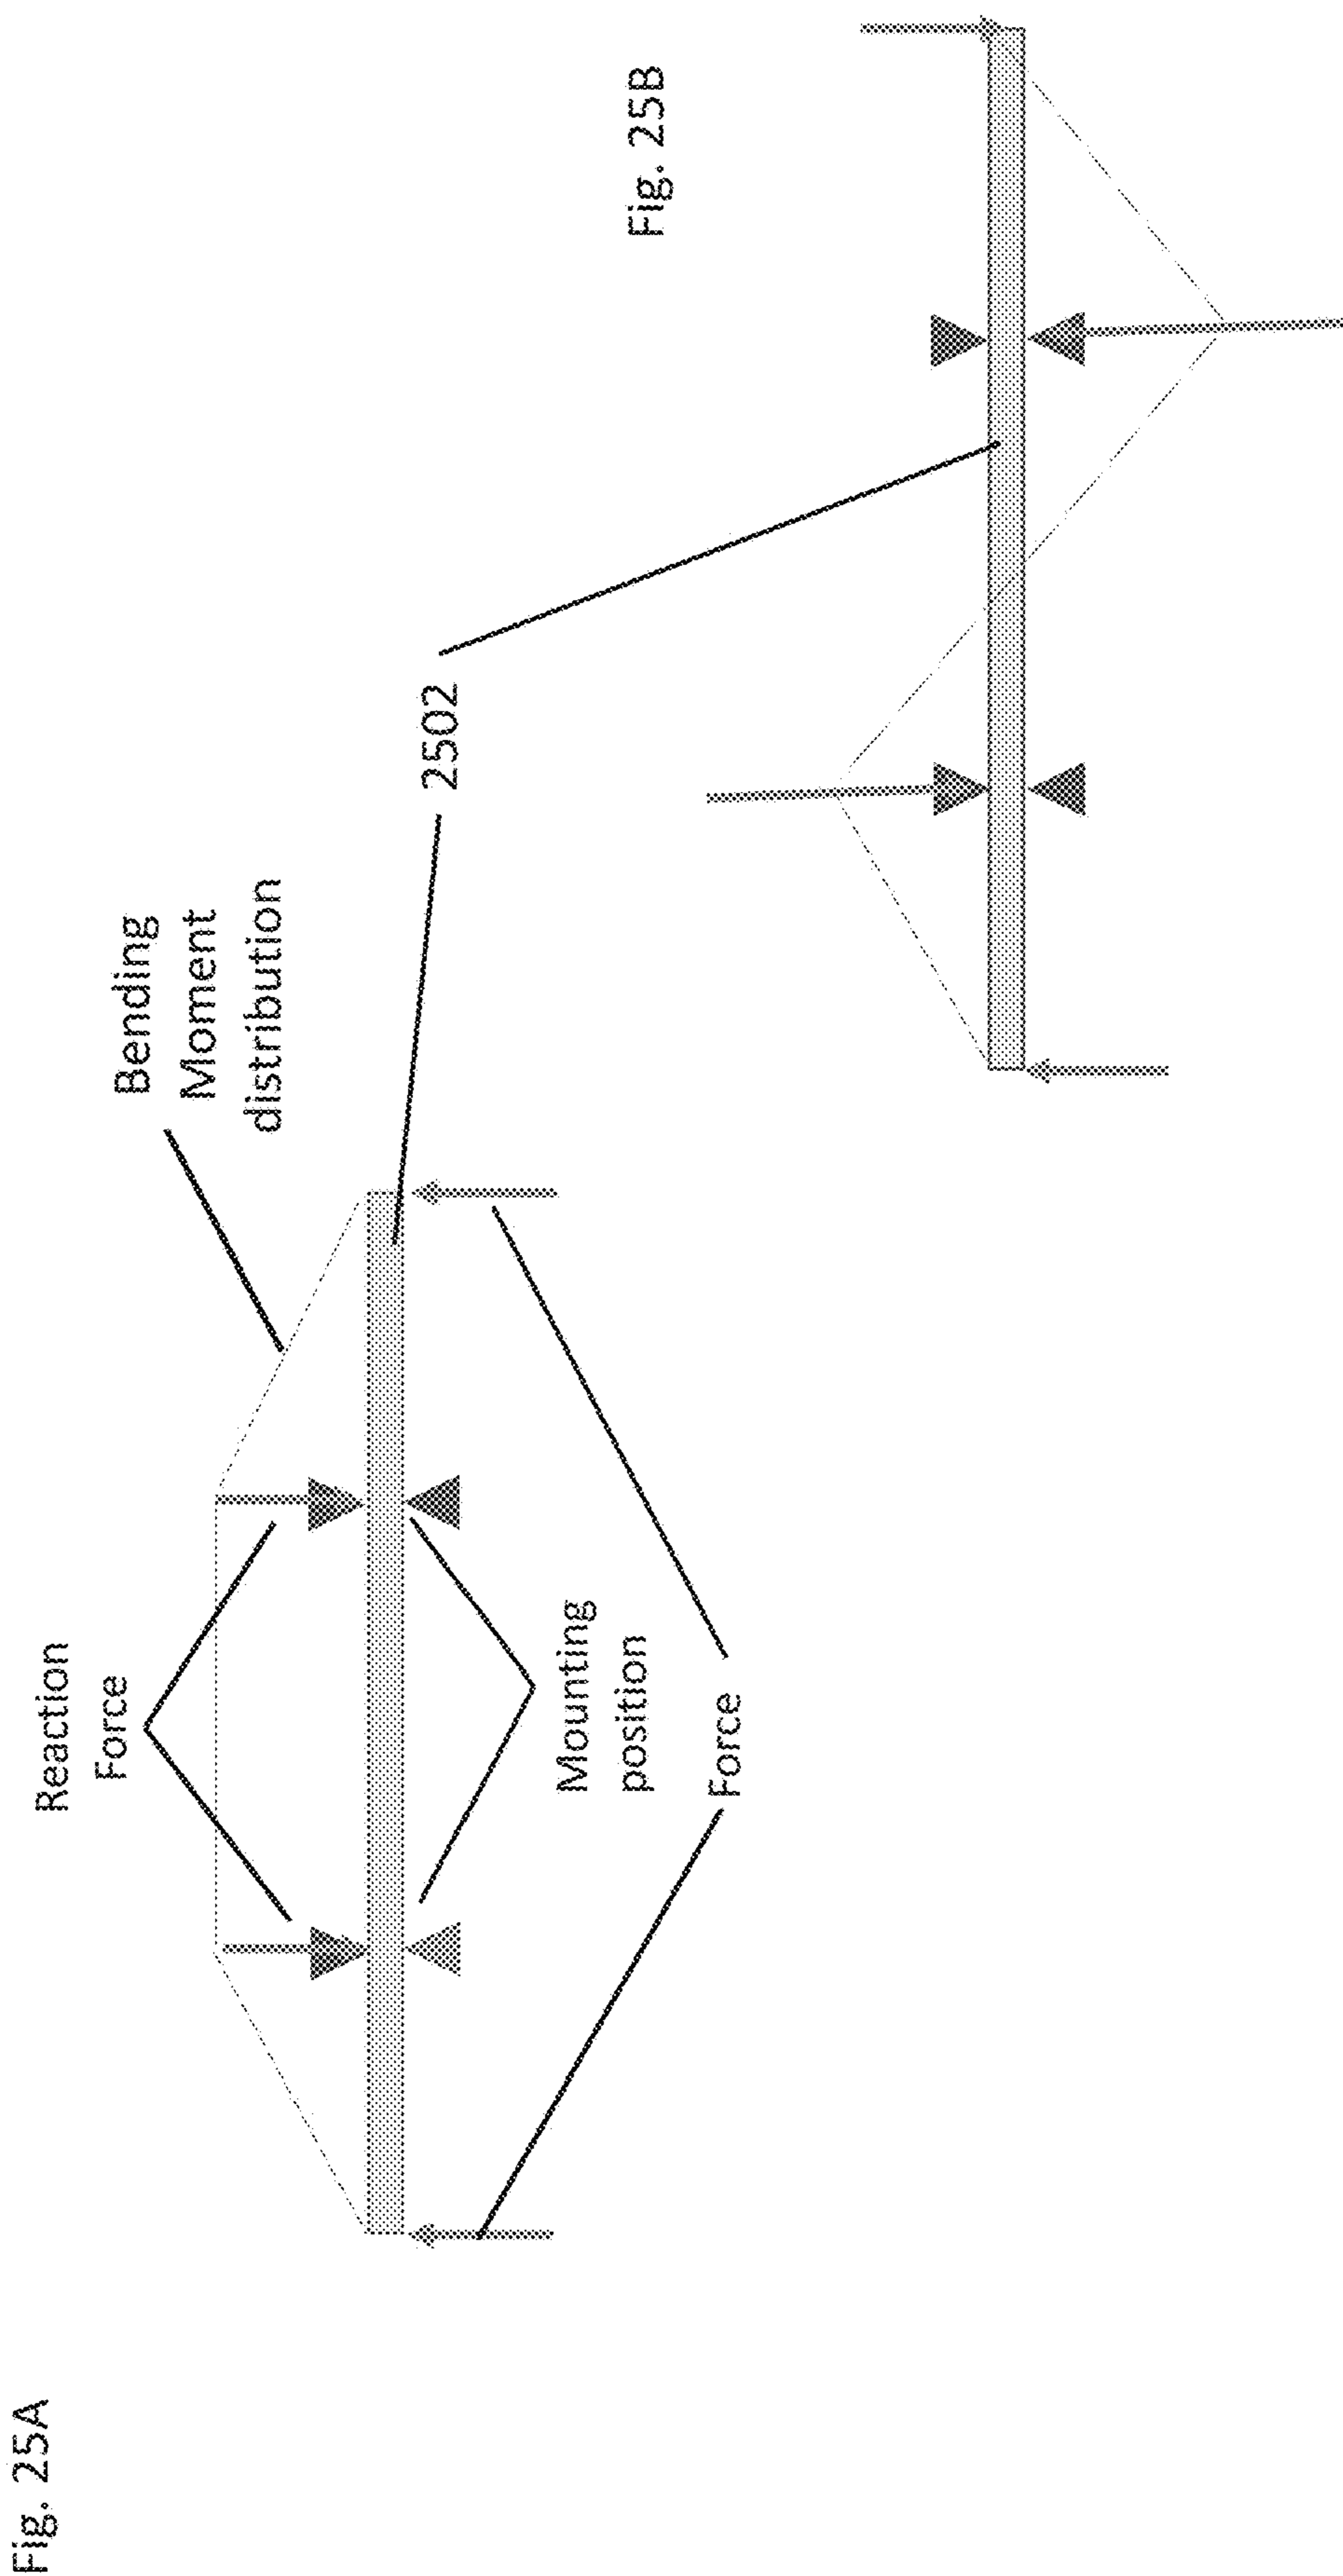 Fig. 25A
Reaction
Force
Bending
Moment
distribution
Mounting
position
Force
2502
Fig. 25B